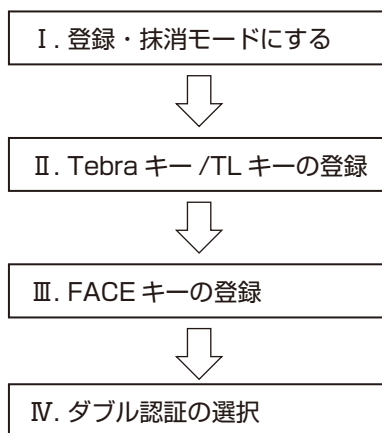 Ⅰ. 登録・抹消モードにする
Ⅱ. Tebra キー /TL キーの登録
Ⅲ. FACE キーの登録
Ⅳ. ダブル認証の選択